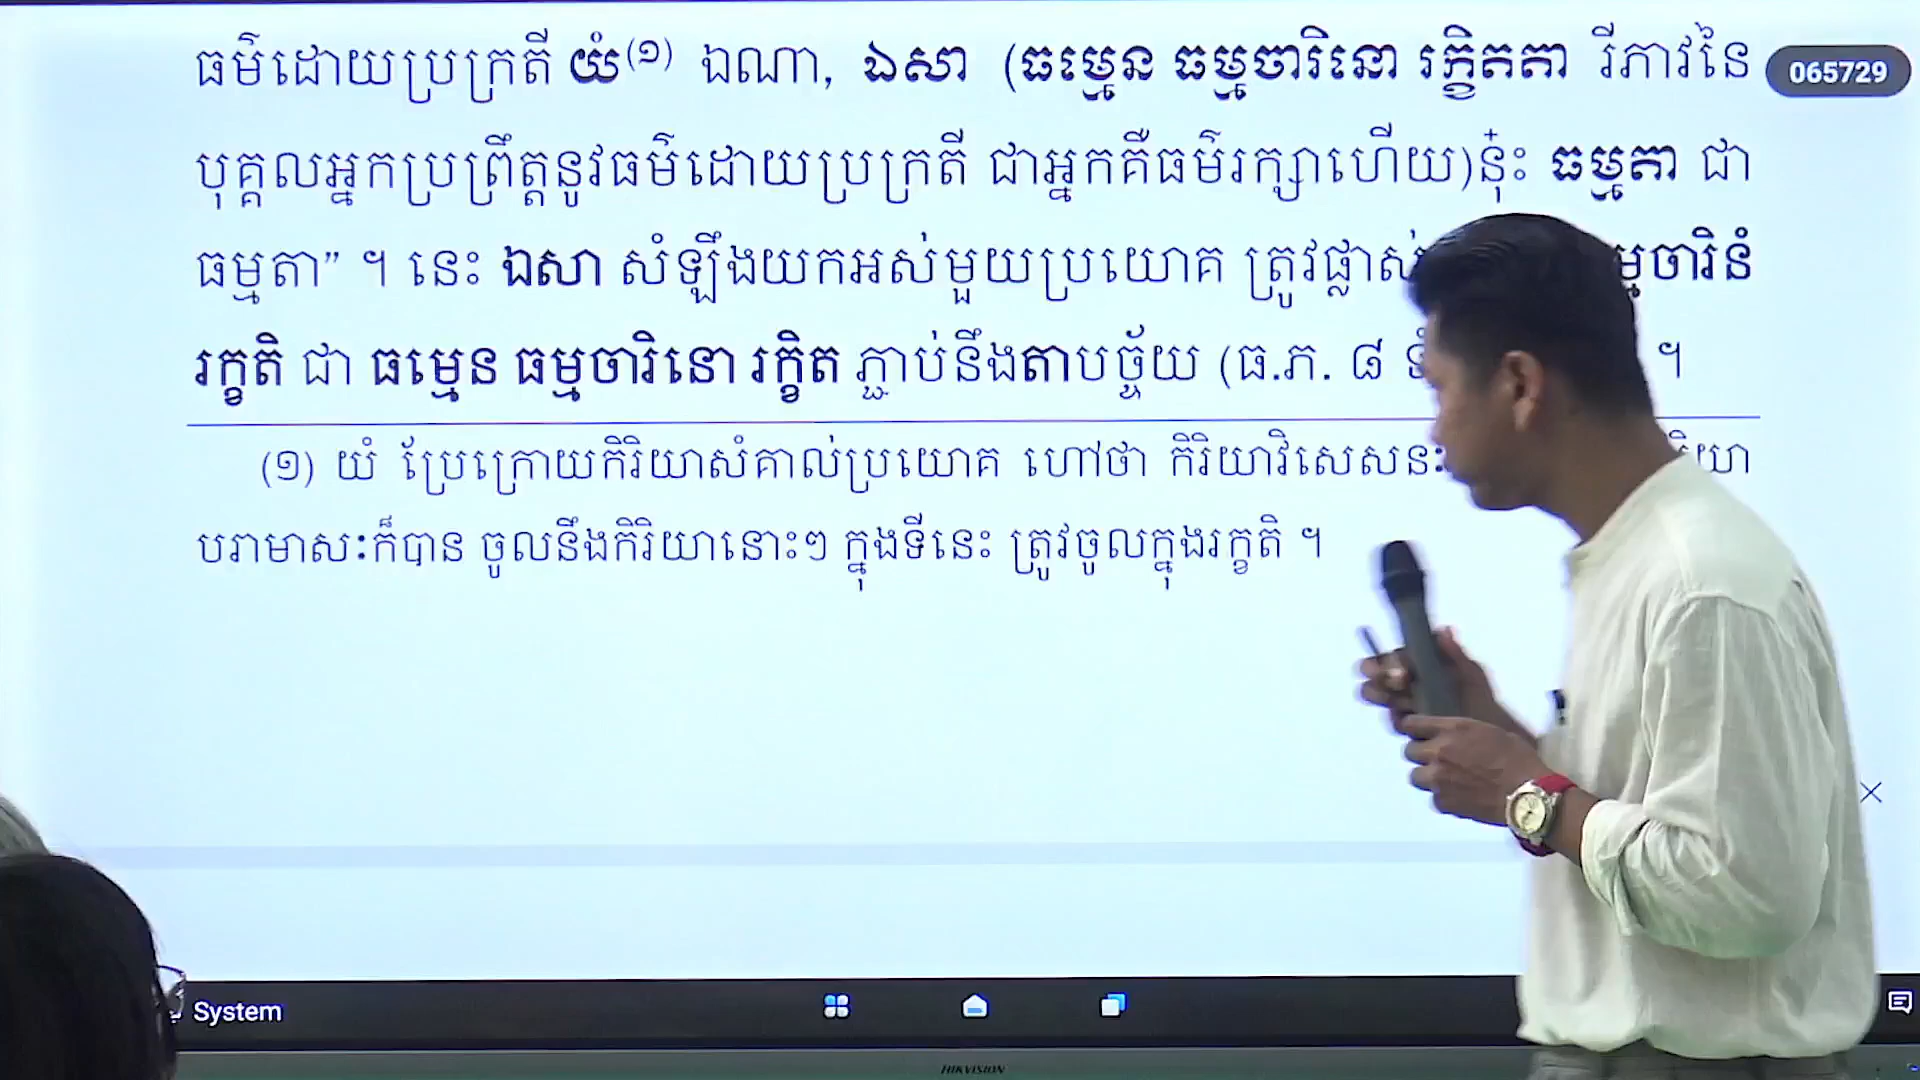 ធម៌ដោយប្រក្រតី យំ(១) ឯណា, ឯសា (ធម្មេន ធម្មចារិនោ រក្ខិតតា រីភាវនៃ
065729
បុគ្គលអ្នកប្រព្រឹត្តនូវធម៌ដោយប្រក្រតី ជាអ្នកគឺធម៌រក្សាហើយ)នុ៎ះ ធម្មតា ជា
ធម្មតា” ។ នេះ ឯសា សំឡឹងយកអស់មួយប្រយោគ ត្រូវផ្លាស់
រក្ខតិ ជា ធម្មេន ធម្មចារិនោ រក្ខិត ភ្ជាប់នឹងតាបច្ច័យ (ធ.ភ. ៨ ។
(១) យំ ប្រែក្រោយកិរិយាសំគាល់ប្រយោគ ហៅថា កិរិយាវិសេសនៈ
បរាមាសៈក៏បាន ចូលនឹងកិរិយានោះៗ ក្នុងទីនេះ ត្រូវចូលក្នុងរក្ខតិ ។
System
HIKVISION